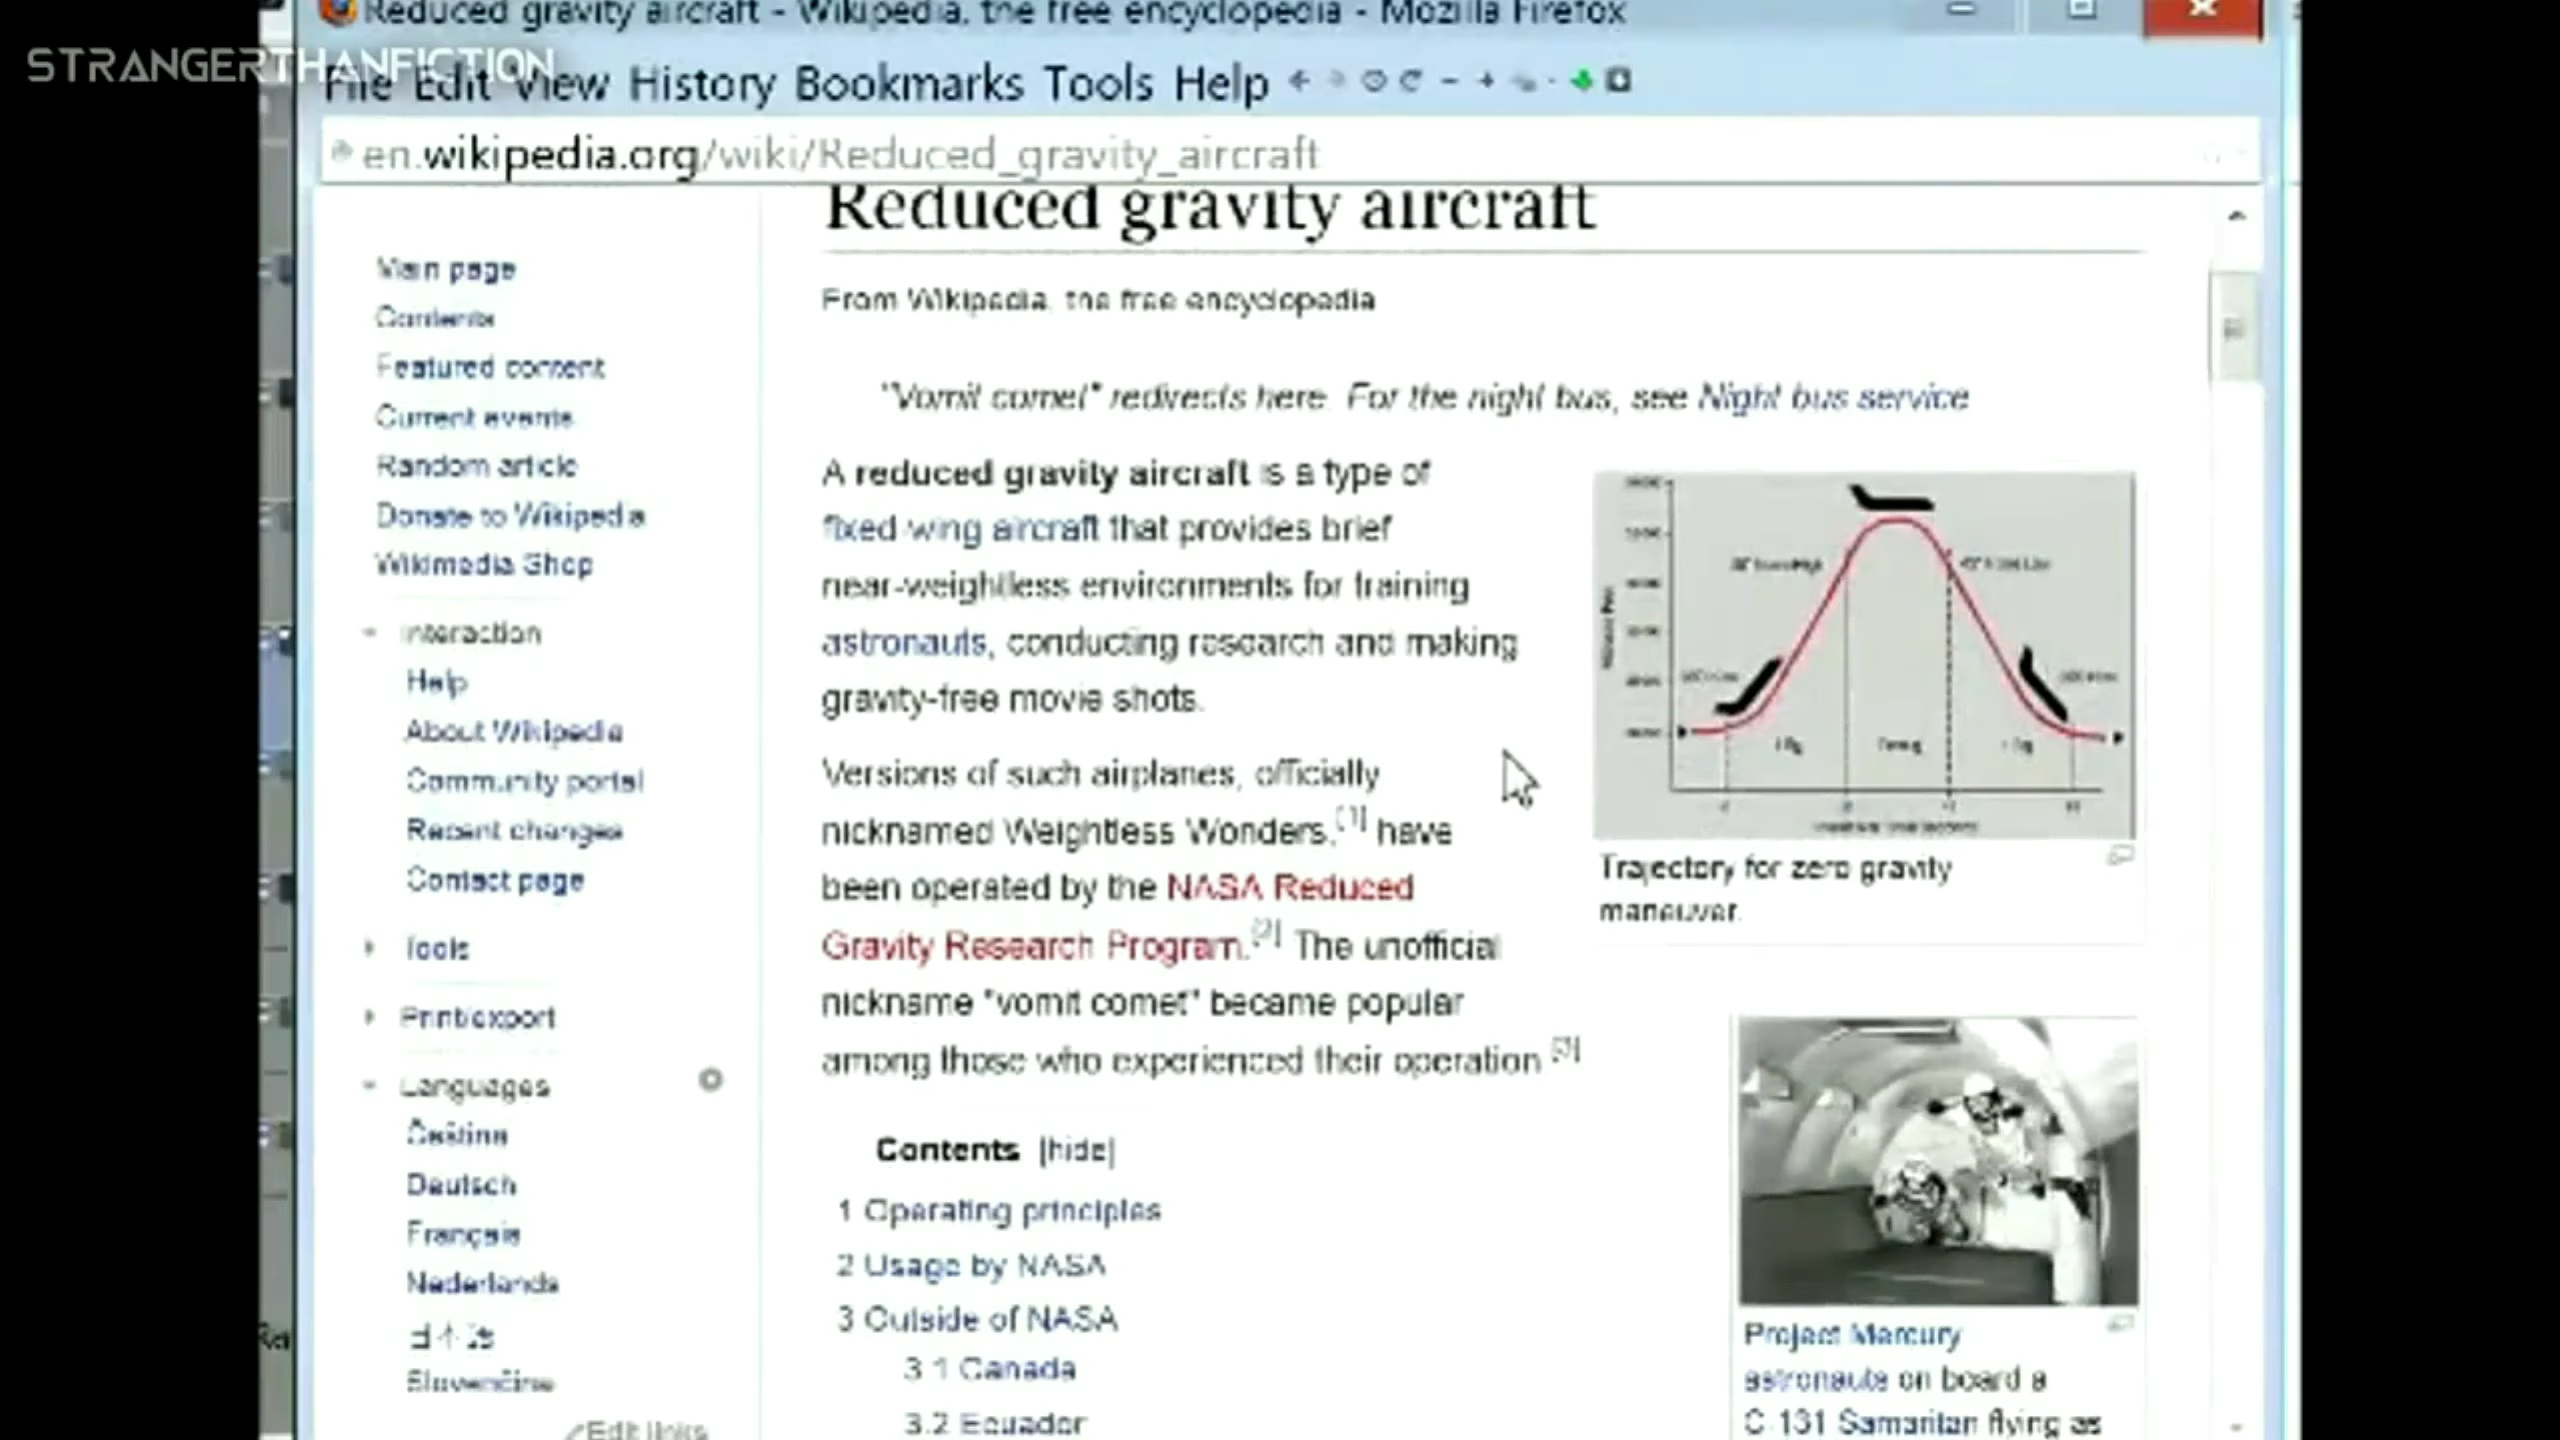 Reduced gravity aircraft - Wikipedia, the free encyclopedia - Mozilla Firefox
STRANGERTHANFICTION
File Edit View History Bookmarks Tools Help
en.wikipedia.org/wiki/Reduced_gravity_aircraft
Reduced gravity aircraft
From Wikipedia, the free encyclopedia
"Vomit comet" redirects here. For the night bus, see Night bus service
A reduced gravity aircraft is a type of
fixed-wing aircraft that provides brief
near-weightless environments for training
astronauts, conducting research and making
gravity-free movie shots.
Versions of such airplanes, officially
nicknamed Weightless Wonders,[1] have
been operated by the NASA Reduced
Gravity Research Program.[2] The unofficial
nickname "vomit comet" became popular
among those who experienced their operation
Contents [hide]
1 Operating principles
2 Usage by NASA
3 Outside of NASA
3.1 Canada
3.2 Ecuador
Main page
Contents
Featured content
Current events
Random article
Donate to Wikipedia
Wikimedia Shop
Interaction
Help
About Wikipedia
Community portal
Recent changes
Contact page
Tools
Print/export
Languages
Čeština
Deutsch
Français
Nederlands
日本語
Slovenčina
Edit links
Trajectory for zero gravity
maneuver.
Project Mercury
astronauts on board a
C-131 Samaritan flying as